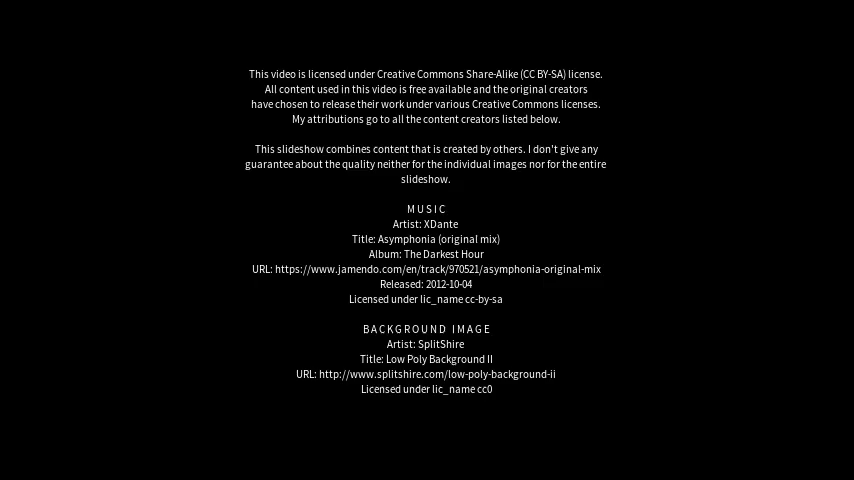 This video is licensed under Creative Commons Share-Alike (CC BY-SA) license.
All content used in this video is free available and the original creators
have chosen to release their work under various Creative Commons licenses.
My attributions go to all the content creators listed below.
This slideshow combines content that is created by others. I don't give any
guarantee about the quality neither for the individual images nor for the entire
slideshow.
MUSIC
Artist: XDante
Title: Asymphonia (original mix)
Album: The Darkest Hour
URL: https://www.jamendo.com/en/track/970521/asymphonia-original-mix
Released: 2012-10-04
Licensed under lic_name cc-by-sa
BACKGROUND IMAGE
Artist: SplitShire
Title: Low Poly Background II
URL: http://www.splitshire.com/low-poly-background-ii
Licensed under lic_name cc0